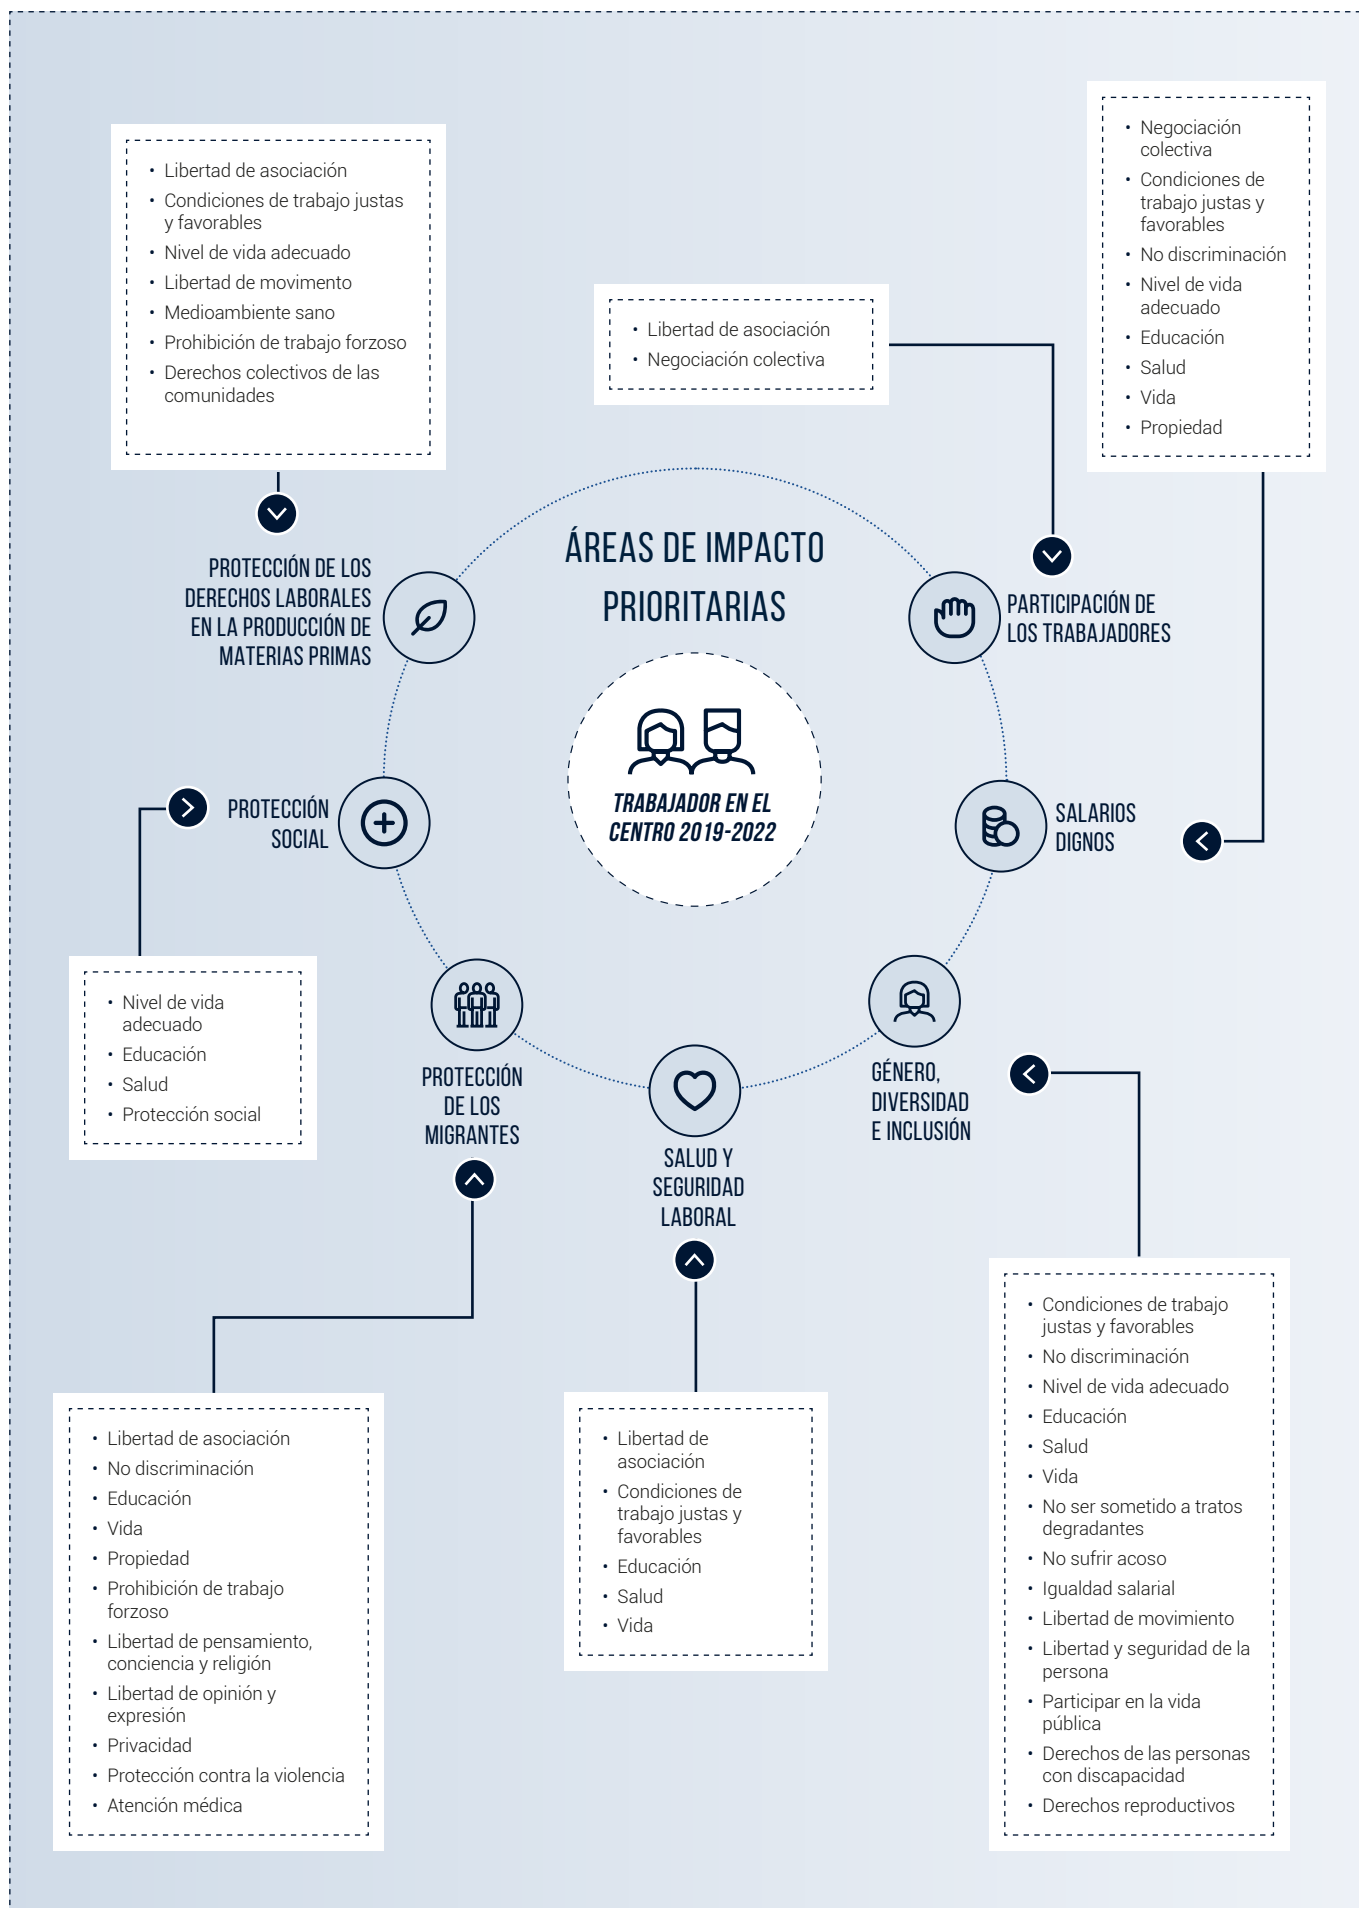 • Libertad de asociación
• Condiciones de trabajo justas
y favorables
• Nivel de vida adecuado
• Libertad de movimento
• Medioambiente sano
• Prohibición de trabajo forzoso
• Derechos colectivos de las
comunidades
• Libertad de asociación
• Negociación colectiva
• Negociación
colectiva
• Condiciones de
trabajo justas y
favorables
• No discriminación
• Nivel de vida
adecuado
• Educación
• Salud
• Vida
• Propiedad
ÁREAS DE IMPACTO
PRIORITARIAS
PROTECCIÓN DE LOS
DERECHOS LABORALES
EN LA PRODUCCIÓN DE
MATERIAS PRIMAS
PARTICIPACIÓN DE
LOS TRABAJADORES
TRABAJADOR EN EL
CENTRO 2019-2022
PROTECCIÓN
SOCIAL
SALARIOS
DIGNOS
• Nivel de vida
adecuado
• Educación
• Salud
• Protección social
PROTECCIÓN
DE LOS
MIGRANTES
SALUD Y
SEGURIDAD
LABORAL
GÉNERO,
DIVERSIDAD
E INCLUSIÓN
• Libertad de asociación
• No discriminación
• Educación
• Vida
• Propiedad
• Prohibición de trabajo
forzoso
• Libertad de pensamiento,
conciencia y religión
• Libertad de opinión y
expresión
• Privacidad
• Protección contra la violencia
• Atención médica
• Libertad de
asociación
• Condiciones de
trabajo justas y
favorables
• Educación
• Salud
• Vida
• Condiciones de trabajo
justas y favorables
• No discriminación
• Nivel de vida adecuado
• Educación
• Salud
• Vida
• No ser sometido a tratos
degradantes
• No sufrir acoso
• Igualdad salarial
• Libertad de movimiento
• Libertad y seguridad de la
persona
• Participar en la vida
pública
• Derechos de las personas
con discapacidad
• Derechos reproductivos